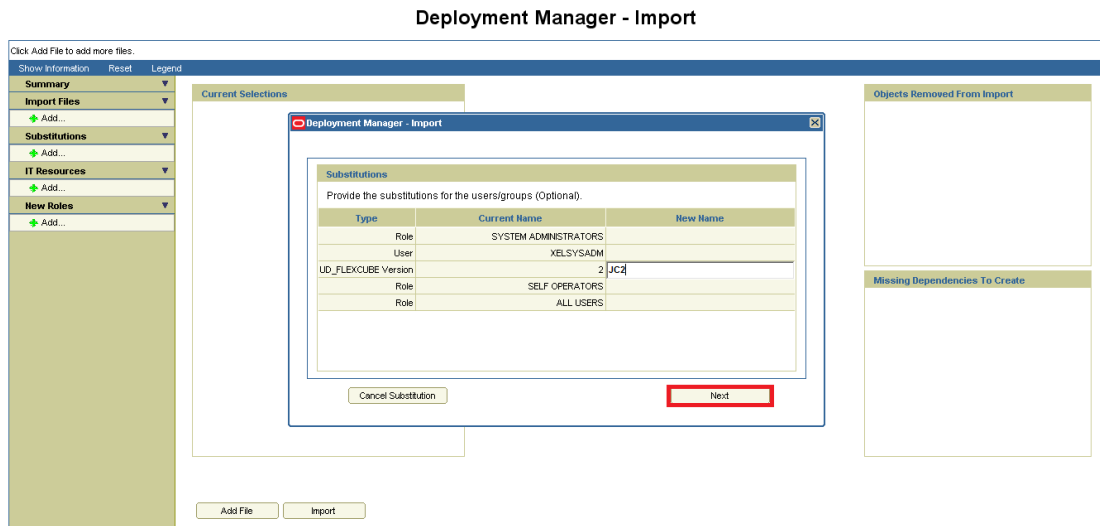 Deployment Manager - Import
Click Add File to add more files.
Show Information Reset Legend
Summary
Import Files
Add...
Substitutions
Add...
IT Resources
Add...
New Roles
Add...
Current Selections
Deployment Manager - Import
Substitutions
Provide the substitutions for the users/groups (Optional).
Type Current Name New Name
Role SYSTEM ADMINISTRATORS
User XELSYSADM
UD_FLEXCUBE Version 2 JC2
Role SELF OPERATORS
Role ALL USERS
Cancel Substitution Next
Objects Removed From Import
Missing Dependencies To Create
Add File Import